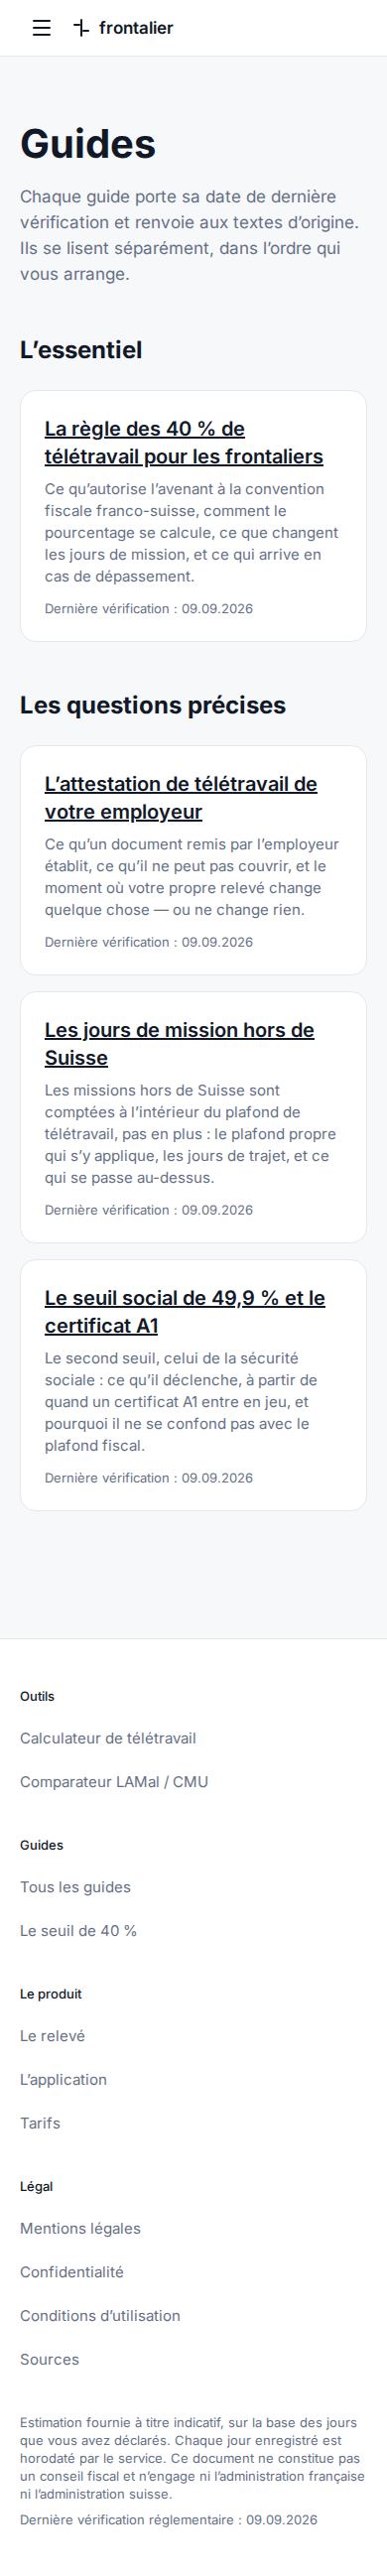 frontalier
Guides
Chaque guide porte sa date de dernière
vérification et renvoie aux textes d’origine.
Ils se lisent séparément, dans l’ordre qui
vous arrange.
L’essentiel
La règle des 40 % de
télétravail pour les frontaliers
Ce qu’autorise l’avenant à la convention
fiscale franco-suisse, comment le
pourcentage se calcule, ce que changent
les jours de mission, et ce qui arrive en
cas de dépassement.
Dernière vérification : 09.09.2026
Les questions précises
L’attestation de télétravail de
votre employeur
Ce qu’un document remis par l’employeur
établit, ce qu’il ne peut pas couvrir, et le
moment où votre propre relevé change
quelque chose — ou ne change rien.
Dernière vérification : 09.09.2026
Les jours de mission hors de
Suisse
Les missions hors de Suisse sont
comptées à l’intérieur du plafond de
télétravail, pas en plus : le plafond propre
qui s’y applique, les jours de trajet, et ce
qui se passe au-dessus.
Dernière vérification : 09.09.2026
Le seuil social de 49,9 % et le
certificat A1
Le second seuil, celui de la sécurité
sociale : ce qu’il déclenche, à partir de
quand un certificat A1 entre en jeu, et
pourquoi il ne se confond pas avec le
plafond fiscal.
Dernière vérification : 09.09.2026
Outils
Calculateur de télétravail
Comparateur LAMal / CMU
Guides
Tous les guides
Le seuil de 40 %
Le produit
Le relevé
L’application
Tarifs
Légal
Mentions légales
Confidentialité
Conditions d’utilisation
Sources
Estimation fournie à titre indicatif, sur la base des jours
que vous avez déclarés. Chaque jour enregistré est
horodaté par le service. Ce document ne constitue pas
un conseil fiscal et n’engage ni l’administration française
ni l’administration suisse.
Dernière vérification réglementaire : 09.09.2026